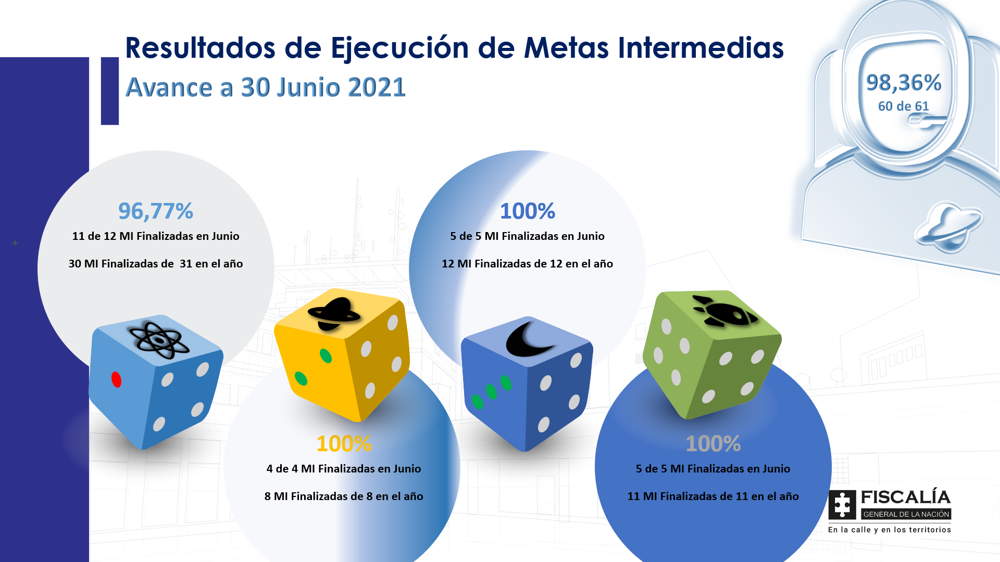 Resultados de Ejecución de Metas Intermedias
Avance a 30 Junio 2021
98,36%
60 de 61
96,77%
11 de 12 MI Finalizadas en Junio
30 MI Finalizadas de 31 en el año
100%
5 de 5 MI Finalizadas en Junio
12 MI Finalizadas de 12 en el año
100%
4 de 4 MI Finalizadas en Junio
8 MI Finalizadas de 8 en el año
100%
5 de 5 MI Finalizadas en Junio
11 MI Finalizadas de 11 en el año
FISCALÍA
GENERAL DE LA NACIÓN
En la calle y en los territorios